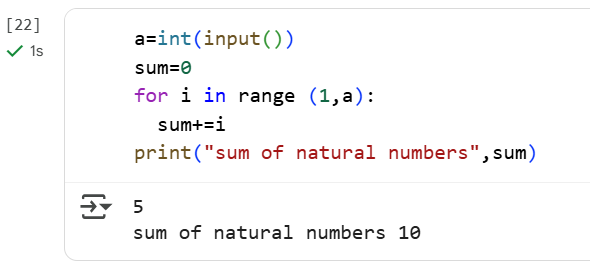 [22]
1s
a=int(input())
sum=0
for i in range (1,a):
  sum+=i
print("sum of natural numbers",sum)
5
sum of natural numbers 10